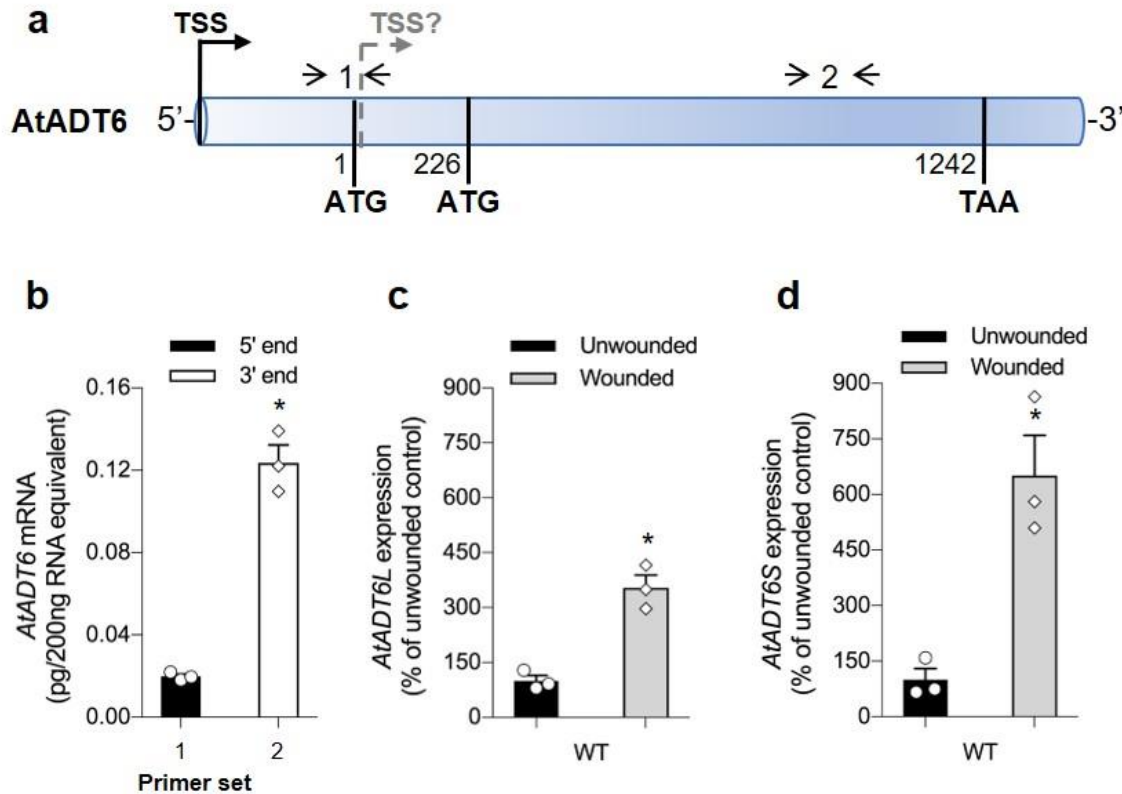 a
TSS
TSS?
1
2
AtADT6 5'- -3'
1
226
1242
ATG
ATG
TAA
b
5' end
3' end
AtADT6 mRNA
(pg/200ng RNA equivalent)
0.16
0.12
0.08
0.04
0.00
*
1
2
Primer set
c
Unwounded
Wounded
AtADT6L expression
(% of unwounded control)
900
750
600
450
300
150
0
*
WT
d
Unwounded
Wounded
AtADT6S expression
(% of unwounded control)
900
750
600
450
300
150
0
*
WT